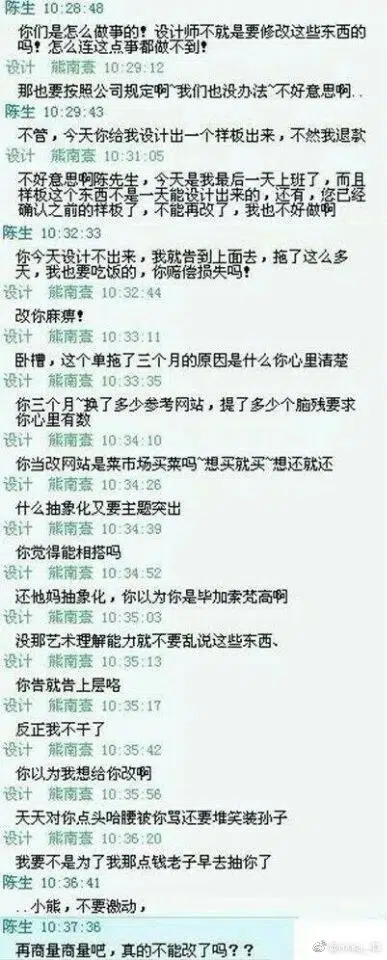 陈生 10:28:48
你们是怎么做事的！设计师不就是要修改这些东西的
吗！怎么连这点事都做不到！
设计 熊南壹 10:29:12
那也要按照公司规定啊~我们也没办法~不好意思啊..
陈生 10:29:43
不管，今天你给我设计出一个样板出来，不然我退款
设计 熊南壹 10:31:05
不好意思啊陈先生，今天是我最后一天上班了，而且
样板这个东西不是一天能设计出来的，还有，您已经
确认之前的样板了，不能再改了，我也不好做啊
陈生 10:32:33
你今天设计不出来，我就告到上面去，拖了这么多
天，我也要吃饭的，你赔偿损失吗！
设计 熊南壹 10:32:44
改你麻痹！
设计 熊南壹 10:33:11
卧槽，这个单拖了三个月的原因是什么你心里清楚
设计 熊南壹 10:33:35
你三个月~换了多少参考网站，提了多少个脑残要求
你心里有数
设计 熊南壹 10:34:10
你当改网站是菜市场买菜吗~想买就买~想还就还
设计 熊南壹 10:34:26
什么抽象化又要主题突出
设计 熊南壹 10:34:39
你觉得能相搭吗
设计 熊南壹 10:34:52
还他妈抽象化，你以为你是毕加索梵高啊
设计 熊南壹 10:35:03
没那艺术理解能力就不要乱说这些东西、
设计 熊南壹 10:35:13
你告就告上层咯
设计 熊南壹 10:35:17
反正我不干了
设计 熊南壹 10:35:42
你以为我想给你改啊
设计 熊南壹 10:35:56
天天对你点头哈腰被你骂还要堆笑装孙子
设计 熊南壹 10:36:20
我要不是为了我那点钱老子早去抽你了
陈生 10:36:41
..小熊，不要激动，
陈生 10:37:36
再商量商量吧，真的不能改了吗？？